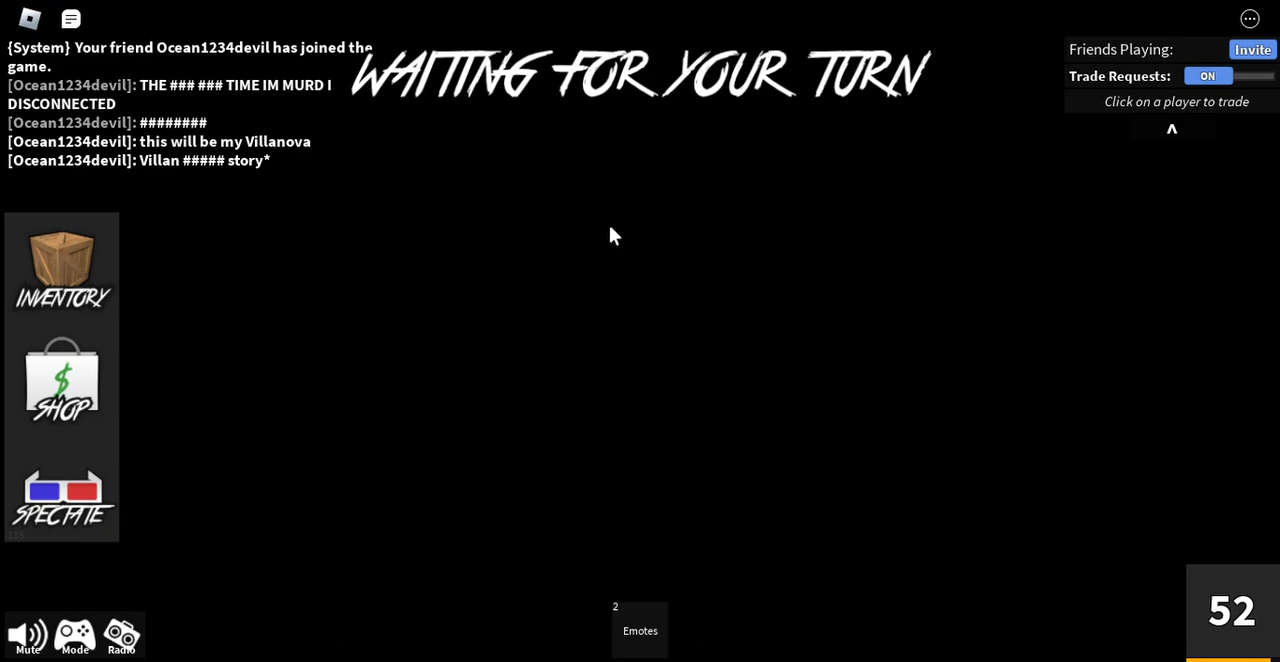 {System} Your friend Ocean1234devil has joined the
game.
[Ocean1234devil]: THE ### ### TIME IM MURD I
DISCONNECTED
[Ocean1234devil]: ########
[Ocean1234devil]: this will be my Villanova
[Ocean1234devil]: Villan ##### story*
WAITING FOR YOUR TURN
Friends Playing: Invite
Trade Requests: ON
Click on a player to trade
^
INVENTORY
$
SHOP
SPECTATE
135
Mute Mode Radio
2
Emotes
52